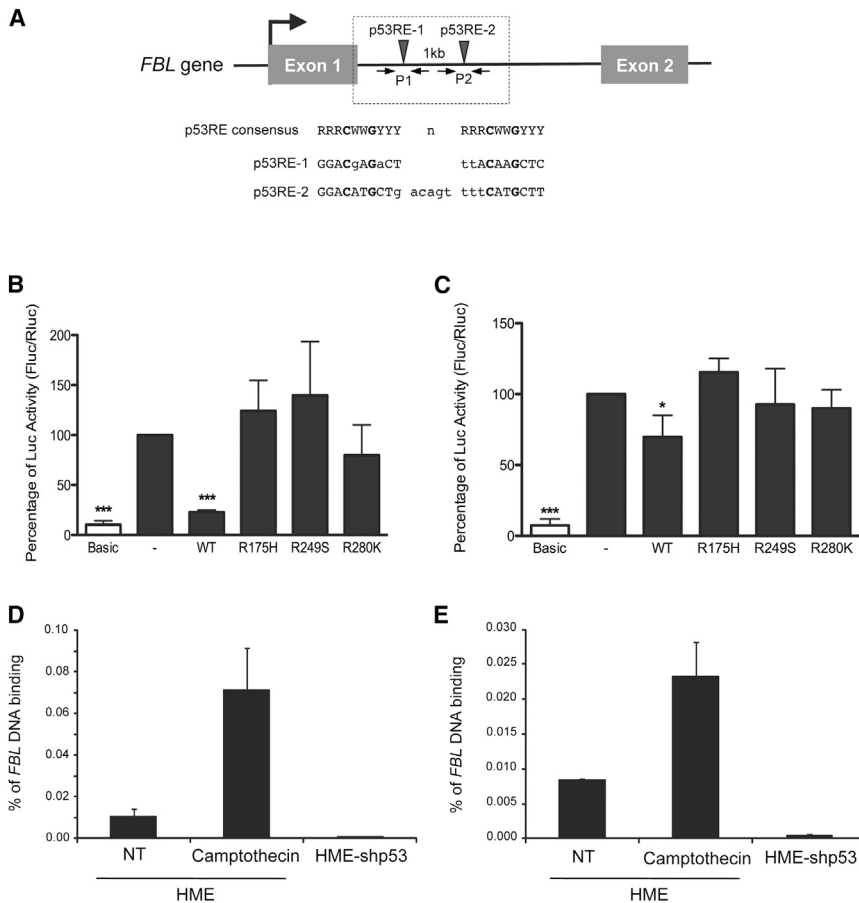 A
p53RE-1 p53RE-2
1kb
FBL gene Exon 1 Exon 2
P1 P2
p53RE consensus RRRCWWGYYY n RRRCWWGYYY
p53RE-1 GGACgAGaCT ttACAAGCTC
p53RE-2 GGACATGCTg acagt tttCATGCTT
B
Percentage of Luc Activity (Fluc/Rluc)
200
150
100
50
0
*** ***
Basic - WT R175H R249S R280K
C
Percentage of Luc Activity (Fluc/Rluc)
150
100
50
0
*** *
Basic - WT R175H R249S R280K
D
% of FBL DNA binding
0.10
0.08
0.06
0.04
0.02
0.00
NT Camptothecin HME-shp53
HME
E
% of FBL DNA binding
0.030
0.025
0.020
0.015
0.010
0.005
0.000
NT Camptothecin HME-shp53
HME